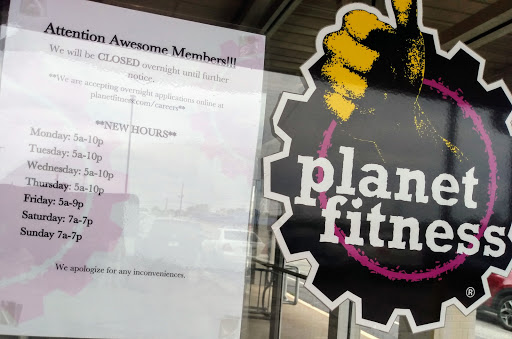 Attention Awesome Members!!!
We will be CLOSED overnight until further
notice.
**We are accepting overnight applications online at
planetfitness.com/careers**
**NEW HOURS**
Monday: 5a-10p
Tuesday: 5a-10p
Wednesday: 5a-10p
Thursday: 5a-10p
Friday: 5a-9p
Saturday: 7a-7p
Sunday 7a-7p
We apologize for any inconveniences.
planet
fitness
®